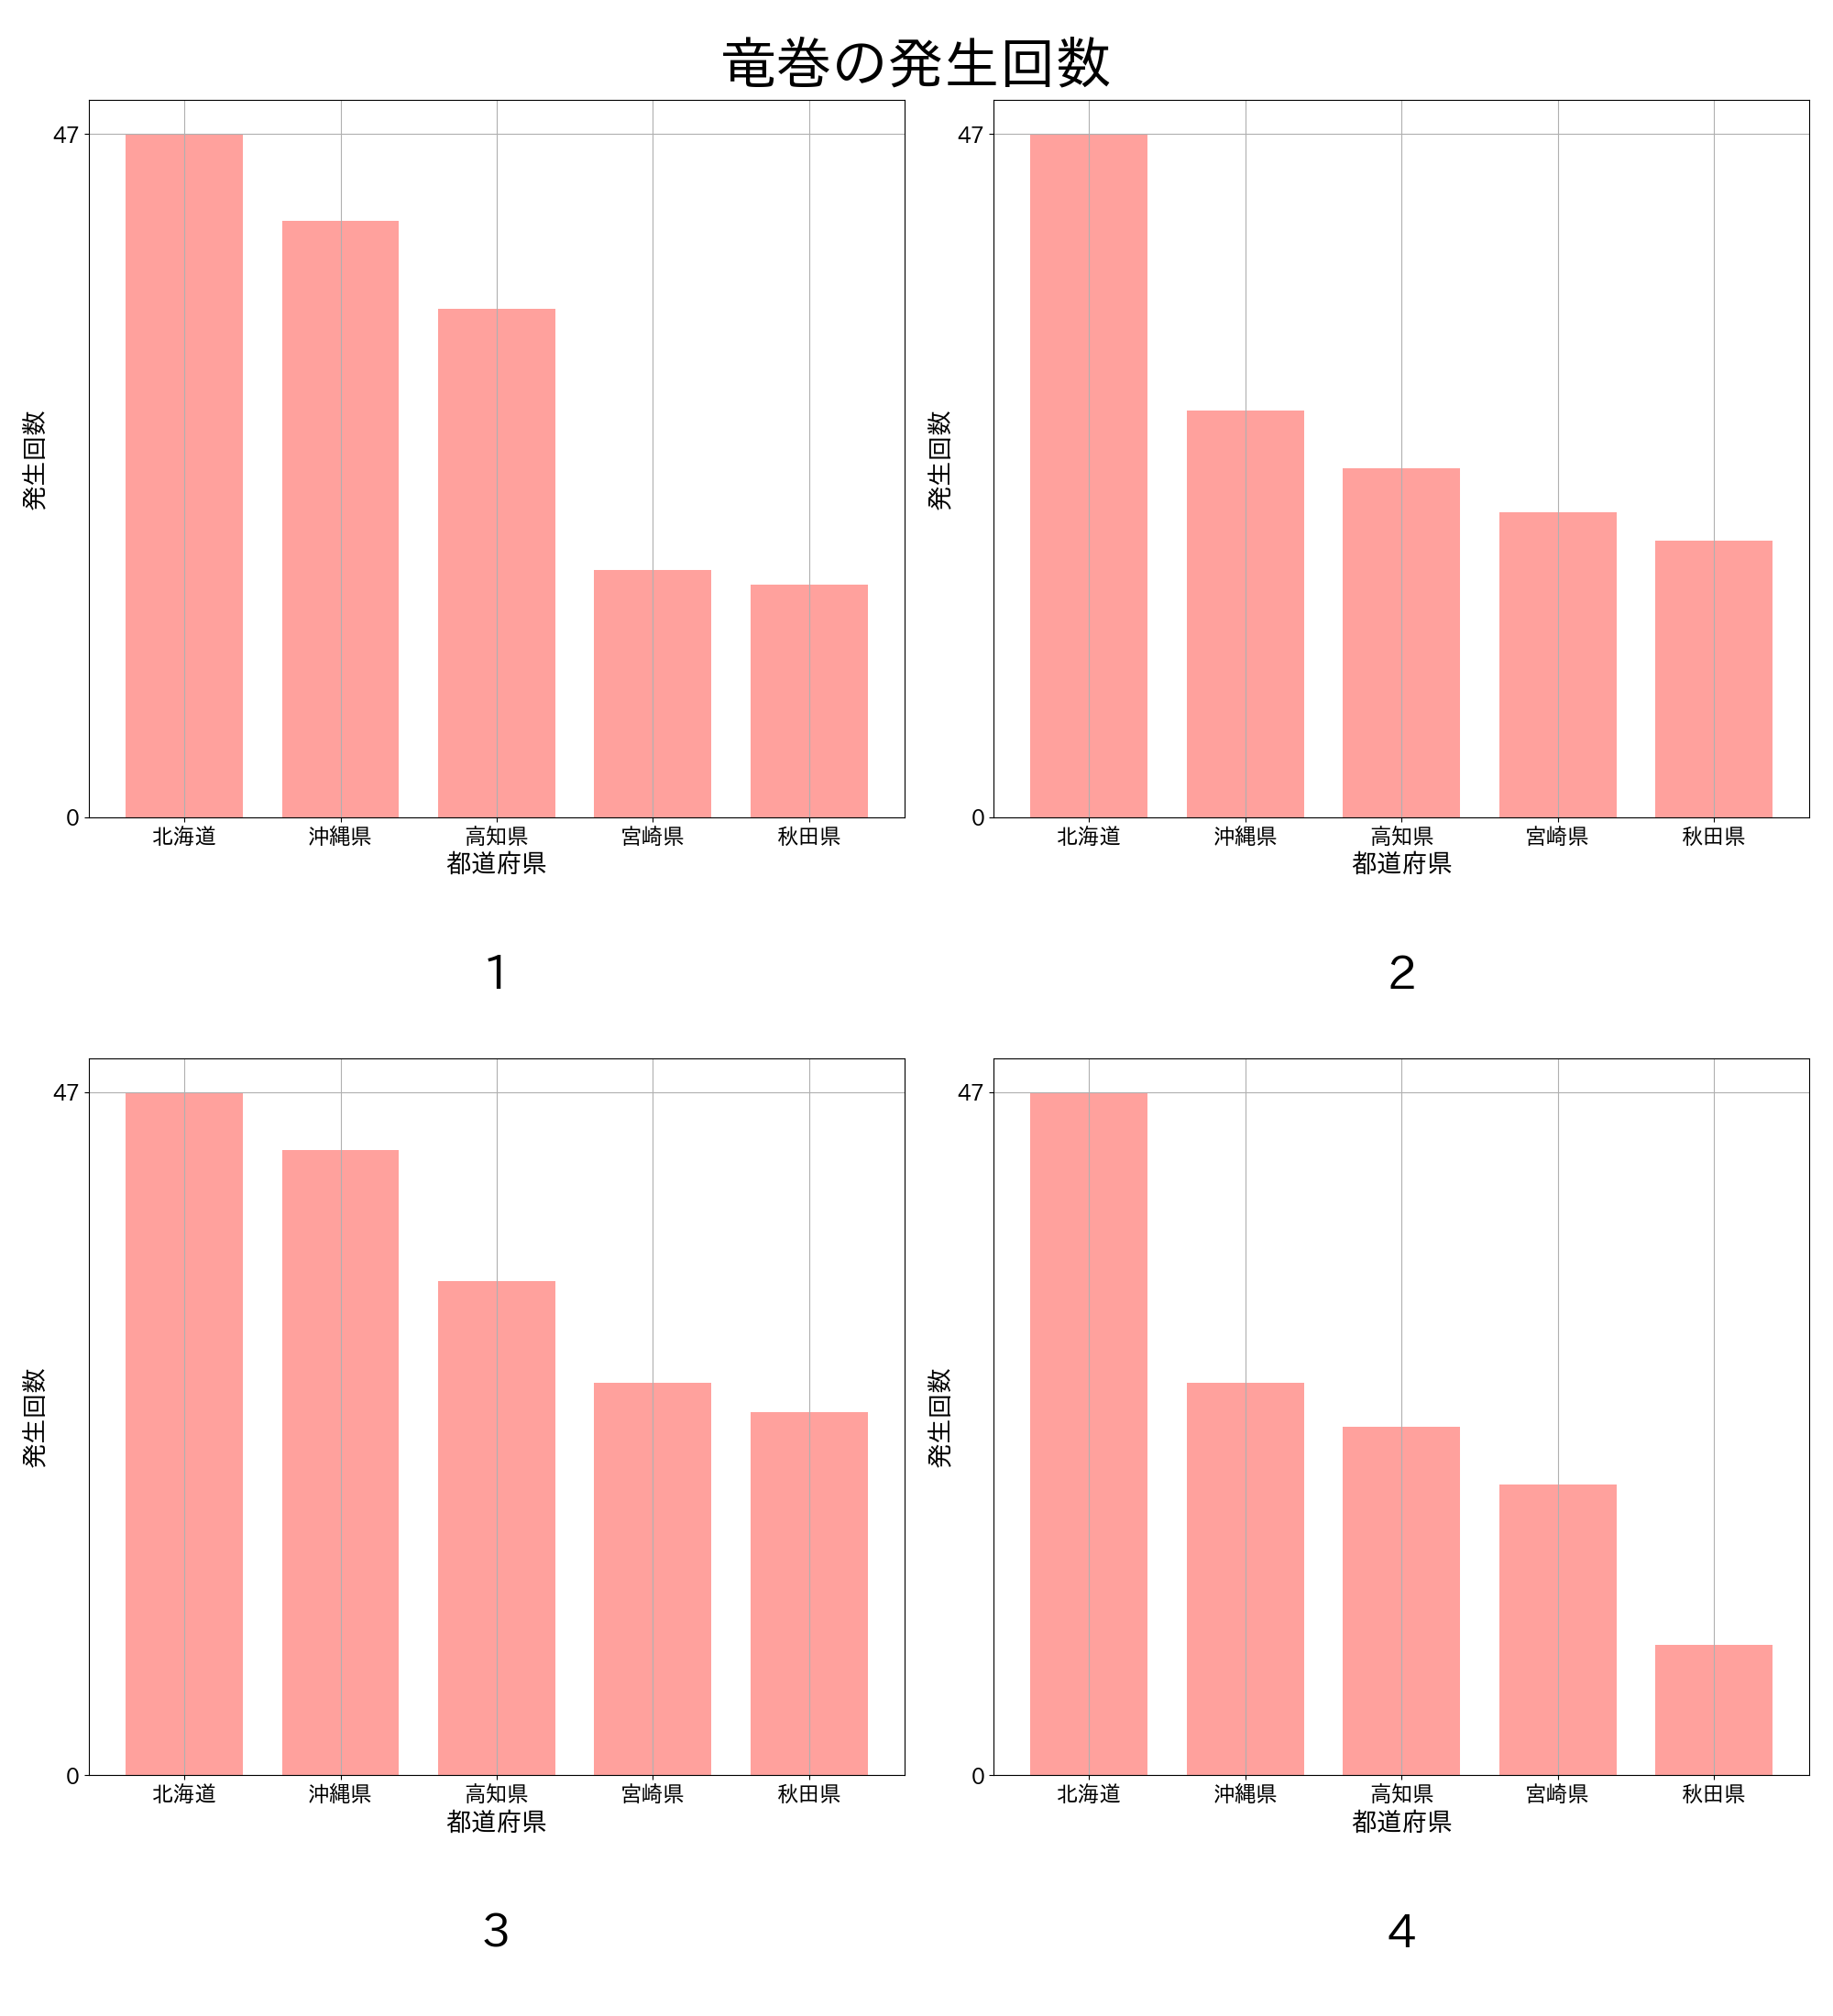 竜巻の発生回数
47
0
発生回数
北海道 沖縄県 高知県 宮崎県 秋田県
都道府県
1
47
0
発生回数
北海道 沖縄県 高知県 宮崎県 秋田県
都道府県
2
47
0
発生回数
北海道 沖縄県 高知県 宮崎県 秋田県
都道府県
3
47
0
発生回数
北海道 沖縄県 高知県 宮崎県 秋田県
都道府県
4